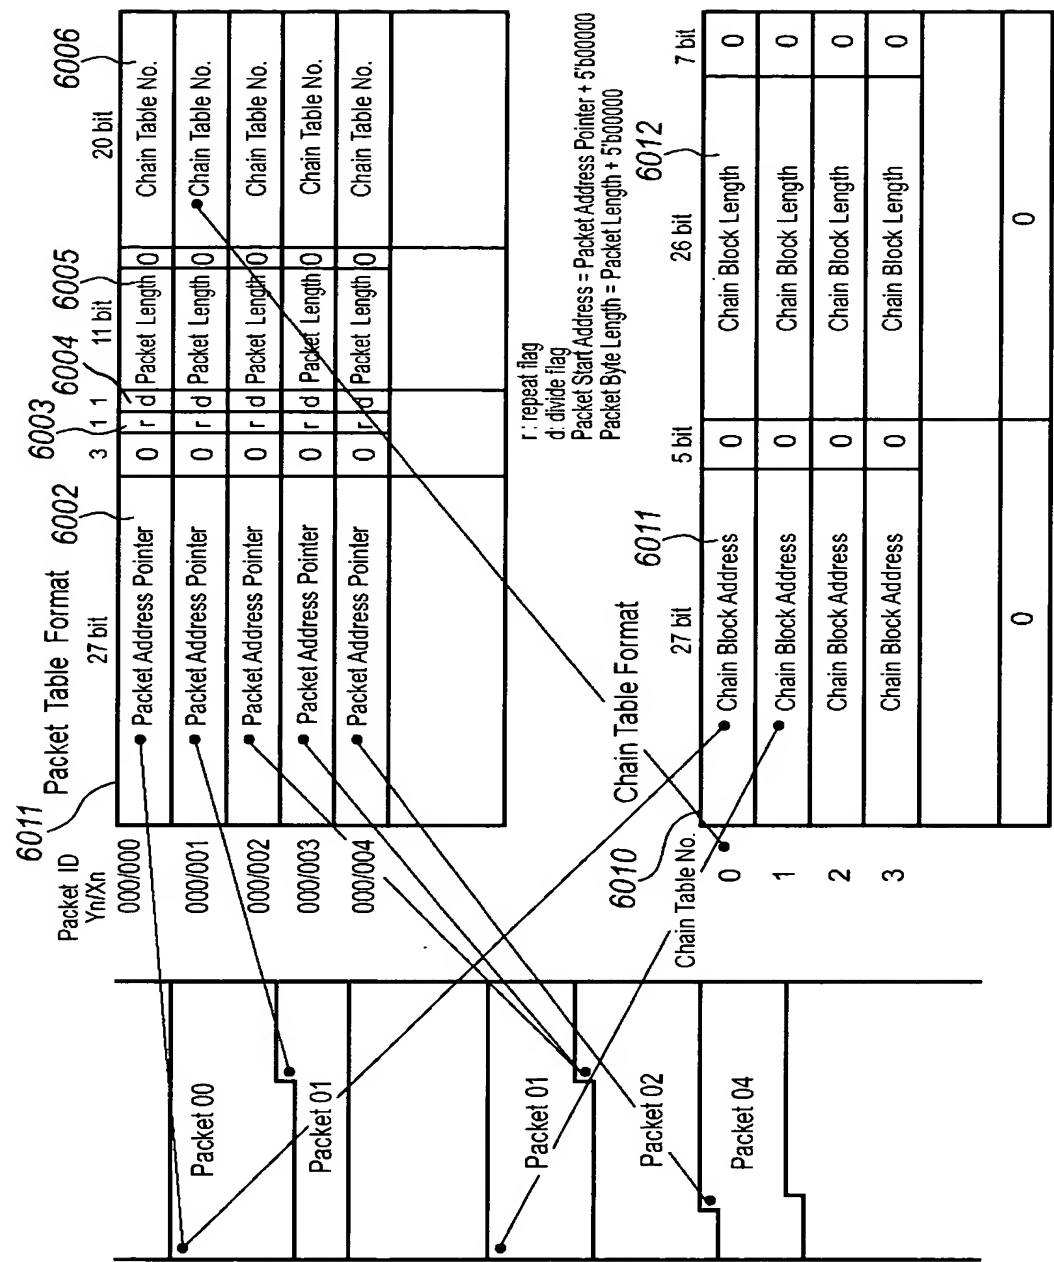 6011
Packet Table Format
Packet ID
Yn/Xn
27 bit
6002
3
6003
1
6004
1
11 bit
6005
20 bit
6006
000/000 Packet Address Pointer 0 r d Packet Length 0 Chain Table No.
000/001 Packet Address Pointer 0 r d Packet Length 0 Chain Table No.
000/002 Packet Address Pointer 0 r d Packet Length 0 Chain Table No.
000/003 Packet Address Pointer 0 r d Packet Length 0 Chain Table No.
000/004 Packet Address Pointer 0 r d Packet Length 0 Chain Table No.
r : repeat flag
d: divide flag
Packet Start Address = Packet Address Pointer + 5'b00000
Packet Byte Length = Packet Length + 5'b00000
Packet 00
Packet 01
Packet 01
Packet 02
Packet 04
6010
Chain Table Format
Chain Table No.
27 bit
6011
5 bit
26 bit
6012
7 bit
0 Chain Block Address 0 Chain Block Length 0
1 Chain Block Address 0 Chain Block Length 0
2 Chain Block Address 0 Chain Block Length 0
3 Chain Block Address 0 Chain Block Length 0
0 0